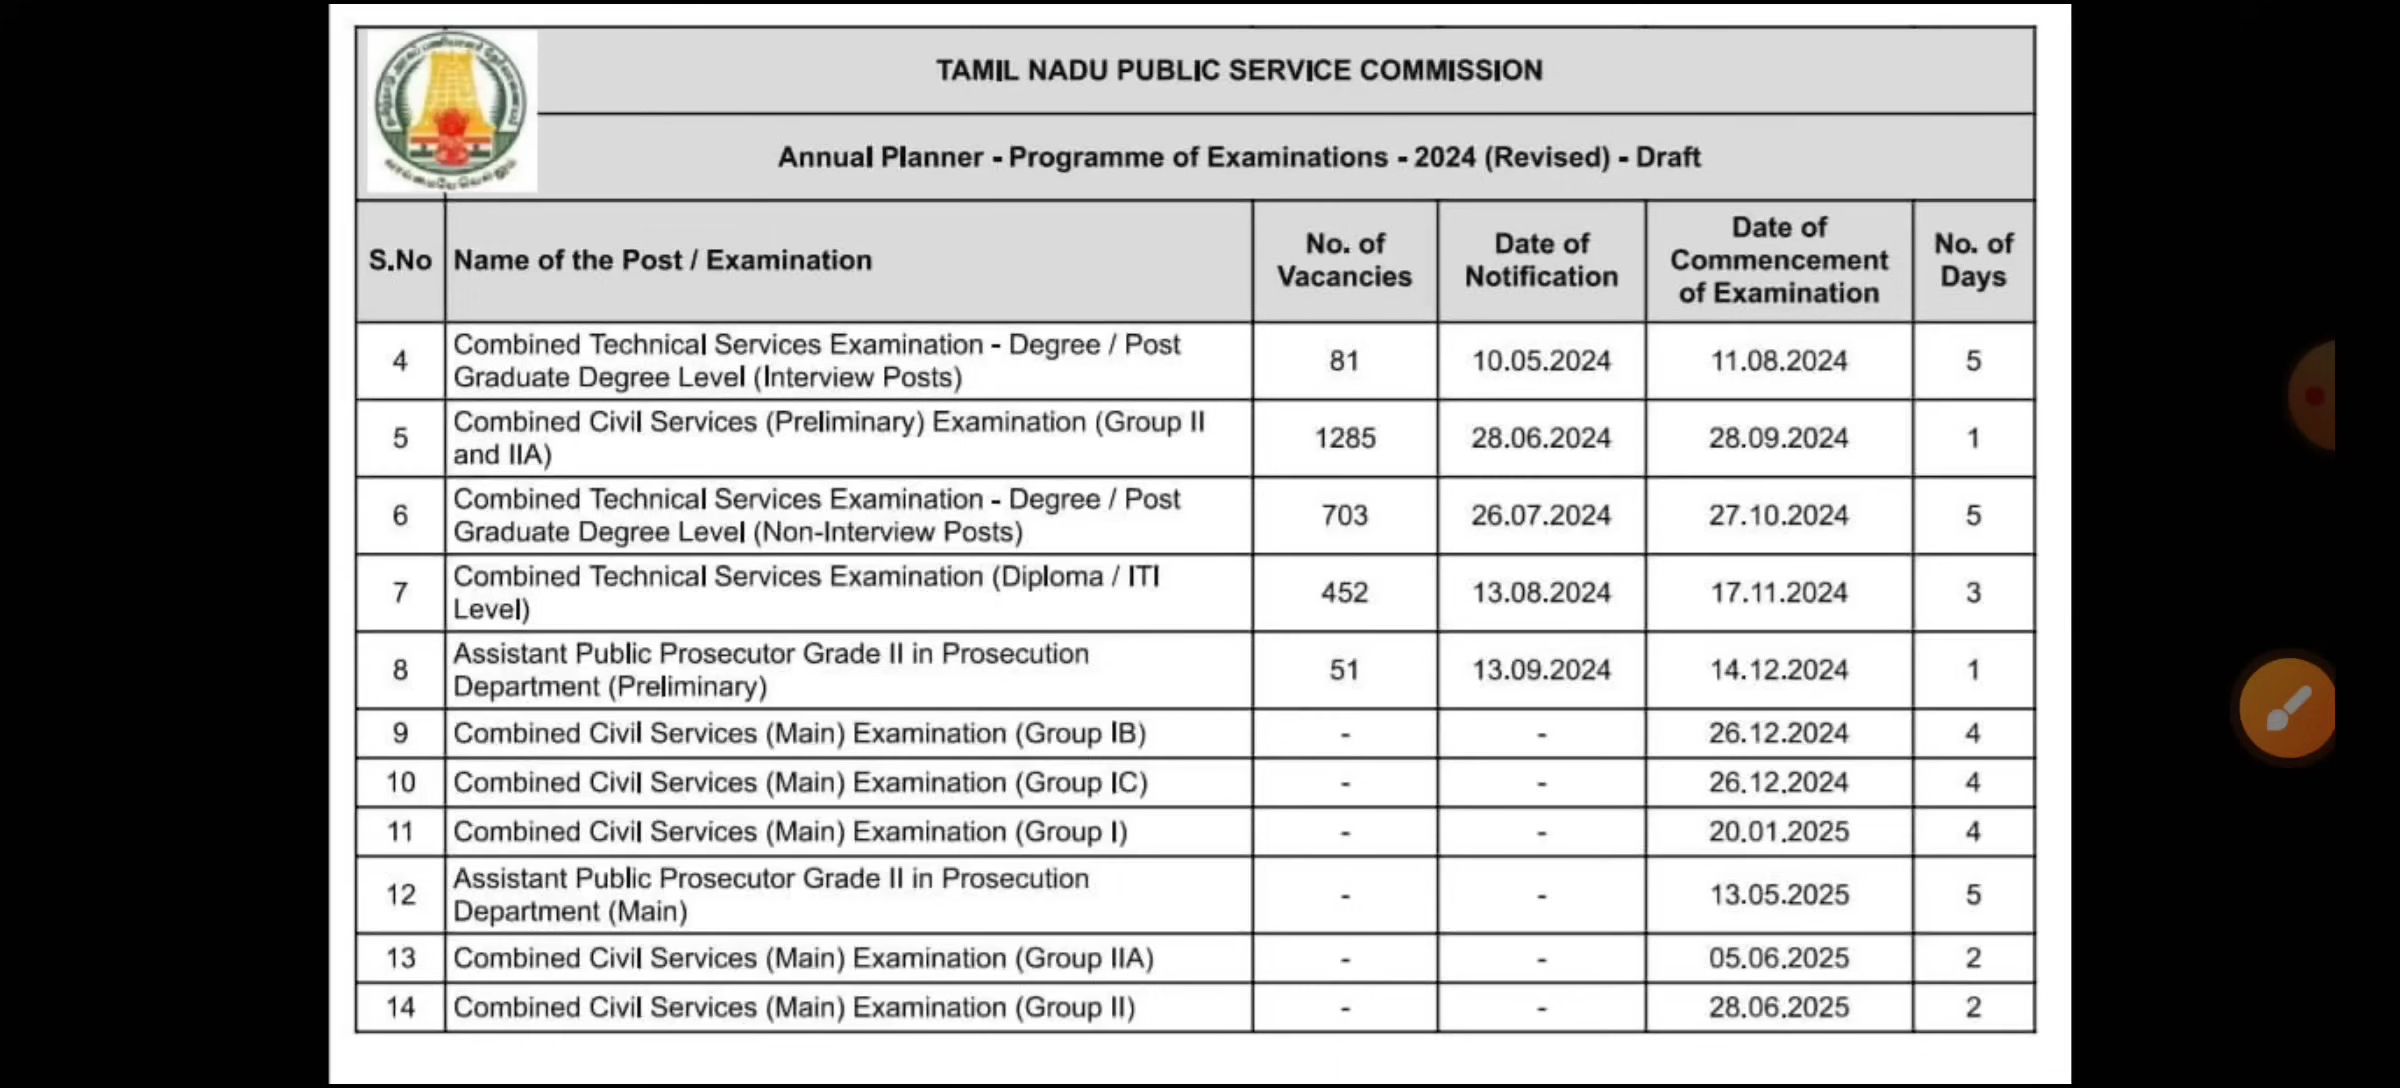 TAMIL NADU PUBLIC SERVICE COMMISSION
Annual Planner - Programme of Examinations - 2024 (Revised) - Draft
S.No Name of the Post / Examination No. of Vacancies Date of Notification Date of Commencement of Examination No. of Days
4 Combined Technical Services Examination - Degree / Post
Graduate Degree Level (Interview Posts) 81 10.05.2024 11.08.2024 5
5 Combined Civil Services (Preliminary) Examination (Group II
and IIA) 1285 28.06.2024 28.09.2024 1
6 Combined Technical Services Examination - Degree / Post
Graduate Degree Level (Non-Interview Posts) 703 26.07.2024 27.10.2024 5
7 Combined Technical Services Examination (Diploma / ITI
Level) 452 13.08.2024 17.11.2024 3
8 Assistant Public Prosecutor Grade II in Prosecution
Department (Preliminary) 51 13.09.2024 14.12.2024 1
9 Combined Civil Services (Main) Examination (Group IB) - - 26.12.2024 4
10 Combined Civil Services (Main) Examination (Group IC) - - 26.12.2024 4
11 Combined Civil Services (Main) Examination (Group I) - - 20.01.2025 4
12 Assistant Public Prosecutor Grade II in Prosecution
Department (Main) - - 13.05.2025 5
13 Combined Civil Services (Main) Examination (Group IIA) - - 05.06.2025 2
14 Combined Civil Services (Main) Examination (Group II) - - 28.06.2025 2